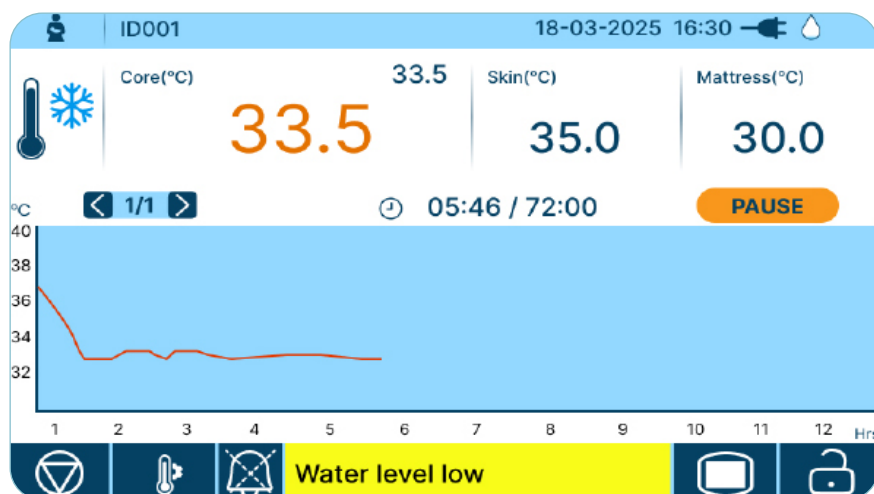 ID001
18-03-2025 16:30
Core(°C)
33.5
Skin(°C)
Mattress(°C)
33.5
35.0
30.0
1/1
05:46 / 72:00
PAUSE
°C
40
38
36
34
32
1 2 3 4 5 6 7 8 9 10 11 12 Hrs
Water level low